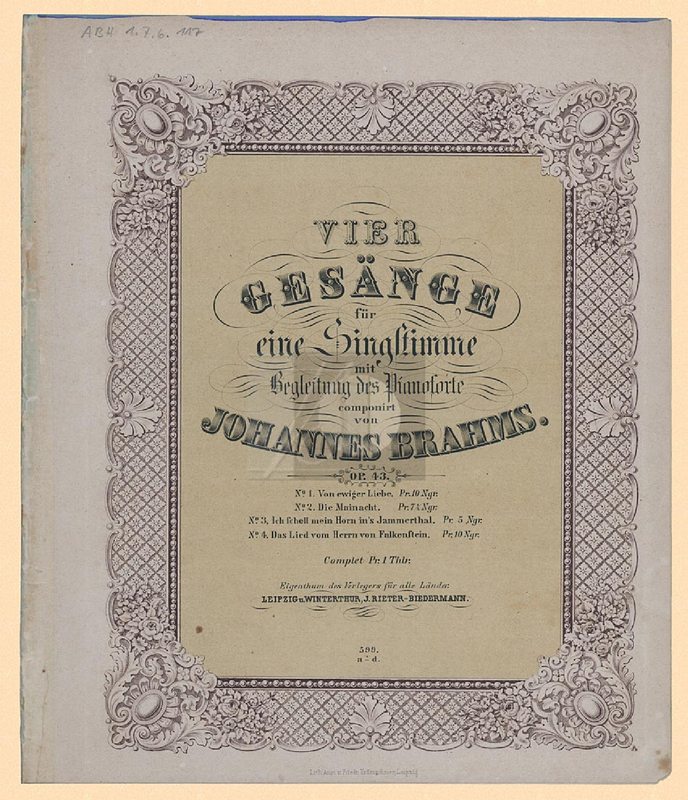 ABH 1.7.6. 117
VIER
GESÄNGE
für
eine Singstimme
mit
Begleitung des Pianoforte
componirt
von
JOHANNES BRAHMS.
OP. 43.
Nº 1. Von ewiger Liebe, Pr. 10 Ngr.
Nº 2. Die Mainacht. Pr. 7½ Ngr.
Nº 3. Ich schell mein Horn in's Jammerthal. Pr. 5 Ngr.
Nº 4. Das Lied vom Herrn von Falkenstein. Pr. 10 Ngr.
Complet Pr. 1 Thlr.
Eigenthum des Verlegers für alle Länder.
LEIPZIG u. WINTERTHUR, J. RIETER-BIEDERMANN.
599.
a-d.
Leipzig